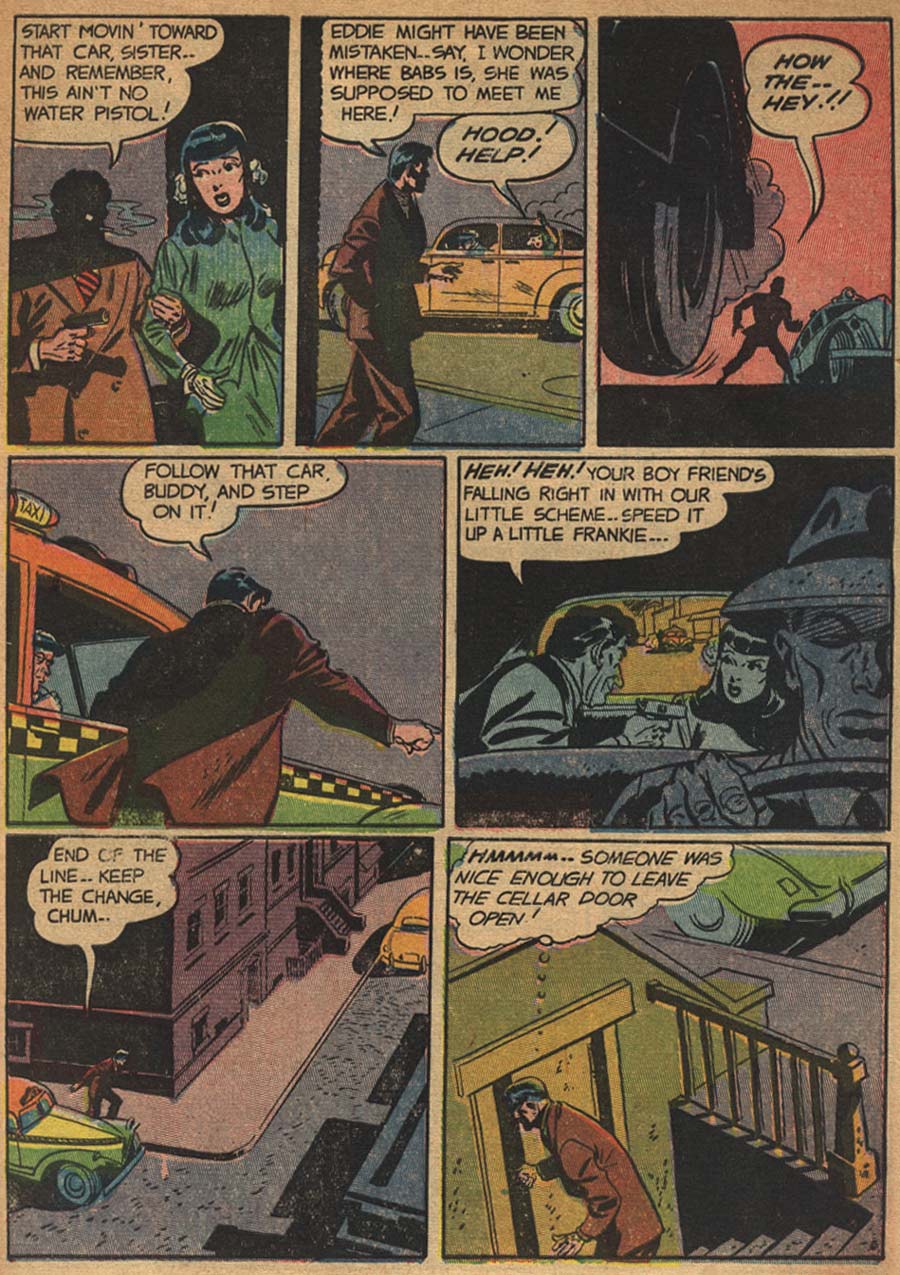 START MOVIN' TOWARD
THAT CAR, SISTER--
AND REMEMBER,
THIS AIN'T NO
WATER PISTOL!
EDDIE MIGHT HAVE BEEN
MISTAKEN-- SAY, I WONDER
WHERE BABS IS, SHE WAS
SUPPOSED TO MEET ME
HERE!
HOOD!
HELP!
HOW
THE--
HEY!!!
FOLLOW THAT CAR,
BUDDY, AND STEP
ON IT!
TAXI
HEH! HEH! YOUR BOY FRIEND'S
FALLING RIGHT IN WITH OUR
LITTLE SCHEME-- SPEED IT
UP A LITTLE FRANKIE---
END OF THE
LINE-- KEEP
THE CHANGE,
CHUM--
HMMMM-- SOMEONE WAS
NICE ENOUGH TO LEAVE
THE CELLAR DOOR
OPEN!